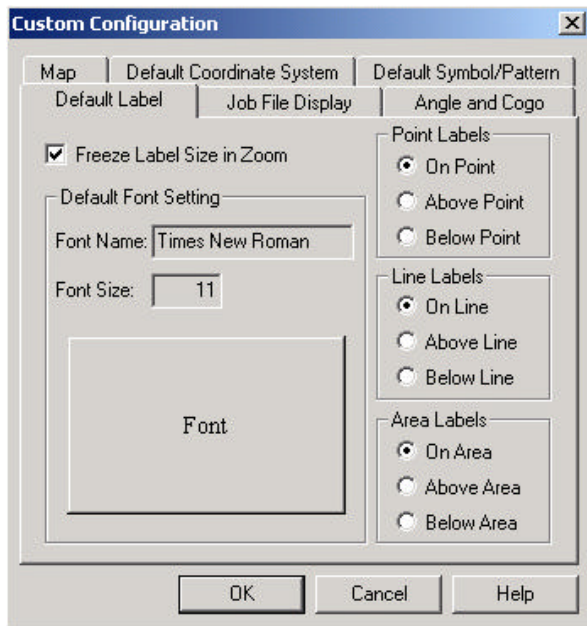 Custom Configuration
Map
Default Coordinate System
Default Symbol/Pattern
Default Label
Job File Display
Angle and Cogo
Freeze Label Size in Zoom
Default Font Setting
Font Name: Times New Roman
Font Size: 11
Font
Point Labels
On Point
Above Point
Below Point
Line Labels
On Line
Above Line
Below Line
Area Labels
On Area
Above Area
Below Area
OK
Cancel
Help